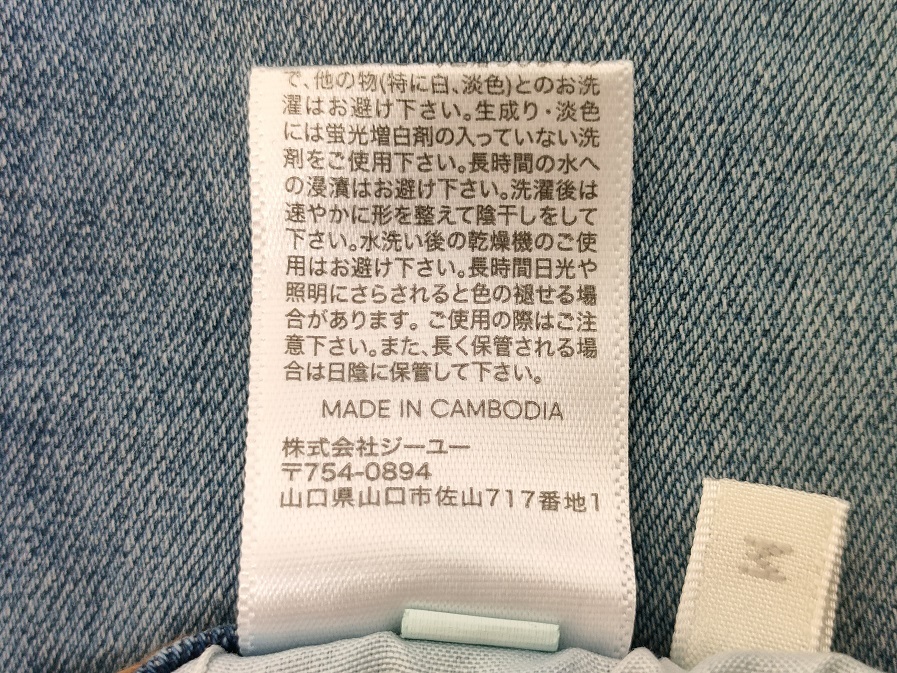 で、他の物(特に白、淡色)とのお洗
濯はお避け下さい。生成り・淡色
には蛍光増白剤の入っていない洗
剤をご使用下さい。長時間の水へ
の浸漬はお避け下さい。洗濯後は
速やかに形を整えて陰干しをして
下さい。水洗い後の乾燥機のご使
用はお避け下さい。長時間日光や
照明にさらされると色の褪せる場
合があります。ご使用の際はご注
意下さい。また、長く保管される場
合は日陰に保管して下さい。
MADE IN CAMBODIA
株式会社ジーユー
〒754-0894
山口県山口市佐山717番地1
M